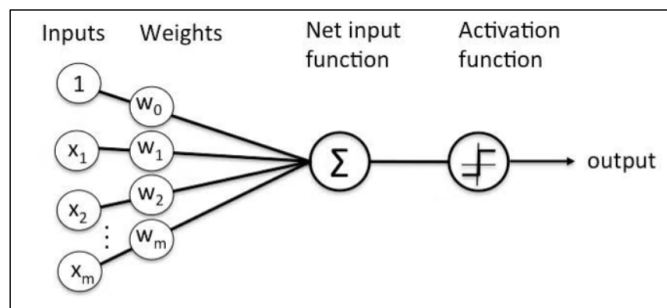 Inputs Weights Net input function Activation function
1
w0
x1 w1
x2 w2
⋮
xm wm
Σ
output